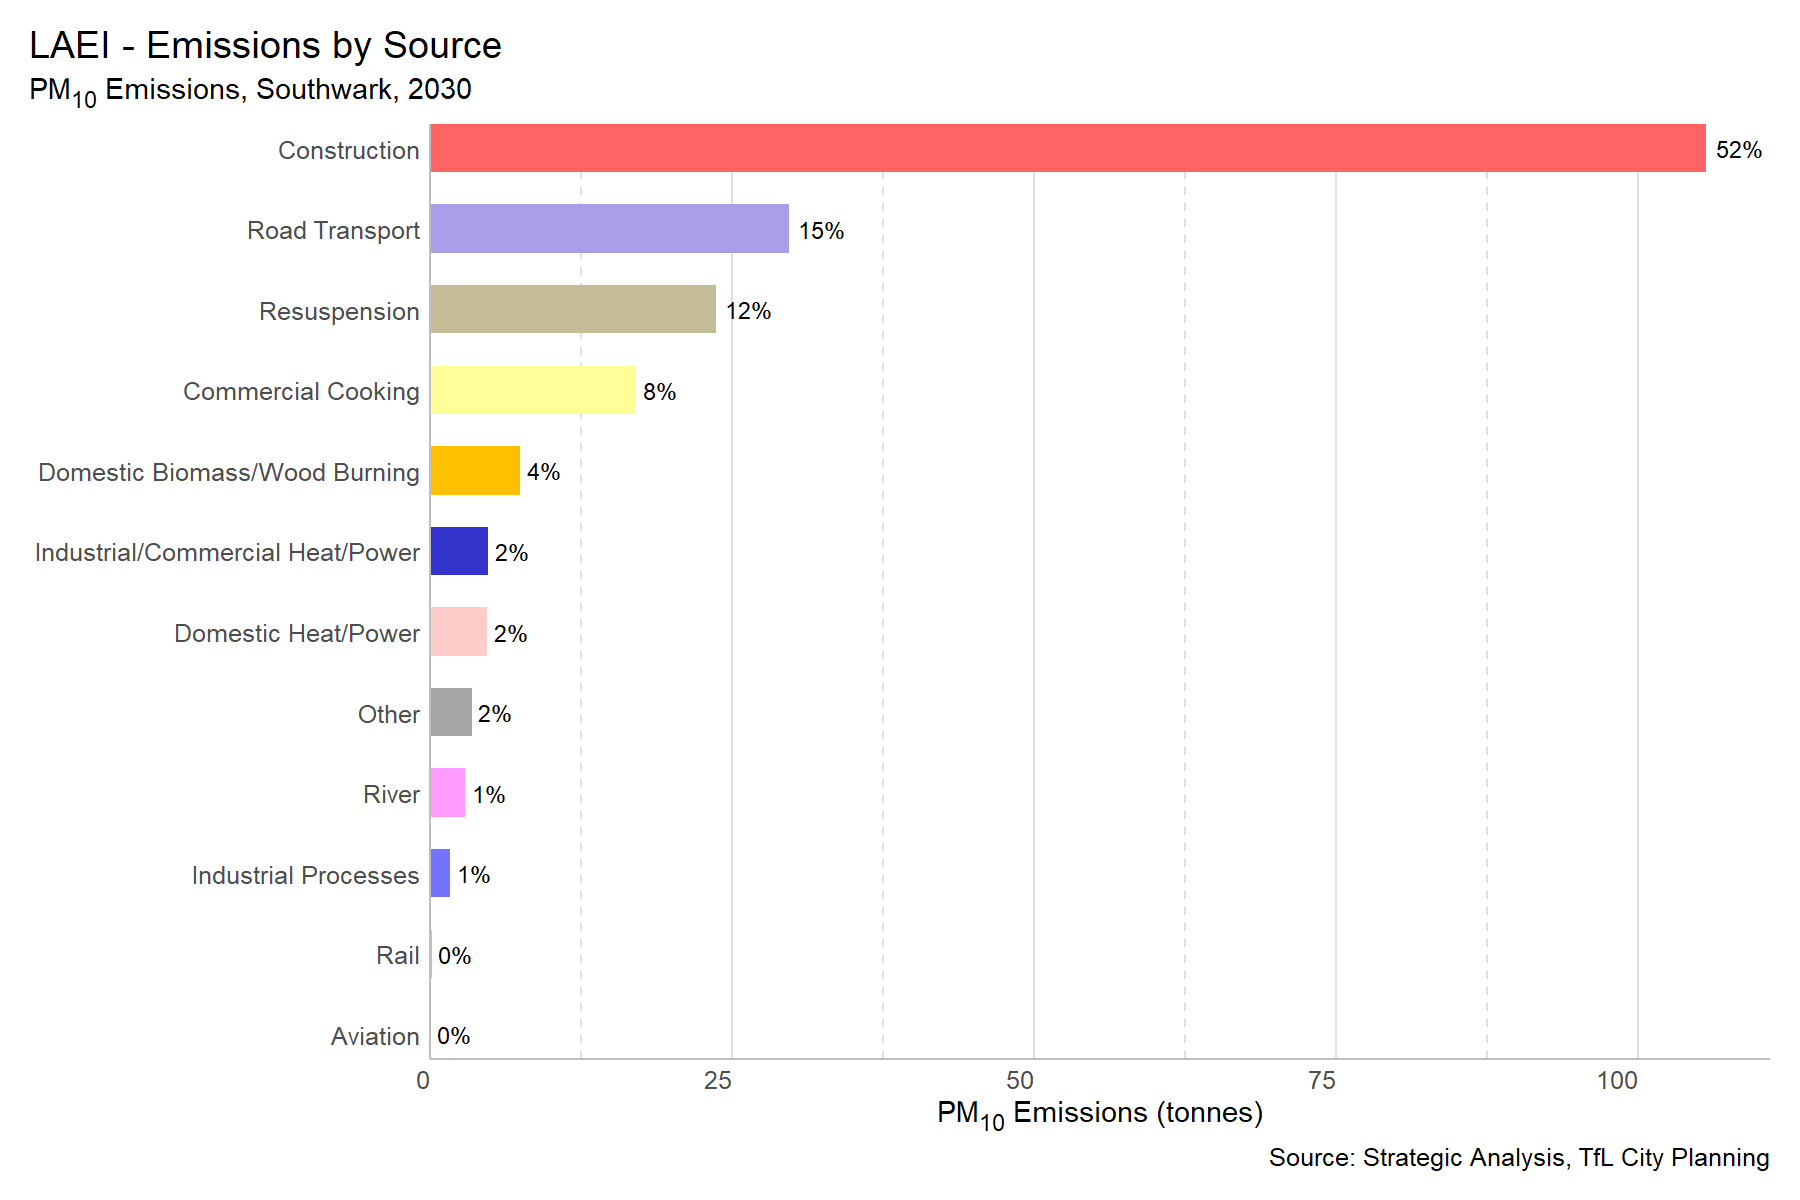 LAEI - Emissions by Source
PM10 Emissions, Southwark, 2030
Construction 52%
Road Transport 15%
Resuspension 12%
Commercial Cooking 8%
Domestic Biomass/Wood Burning 4%
Industrial/Commercial Heat/Power 2%
Domestic Heat/Power 2%
Other 2%
River 1%
Industrial Processes 1%
Rail 0%
Aviation 0%
0 25 50 75 100
PM10 Emissions (tonnes)
Source: Strategic Analysis, TfL City Planning